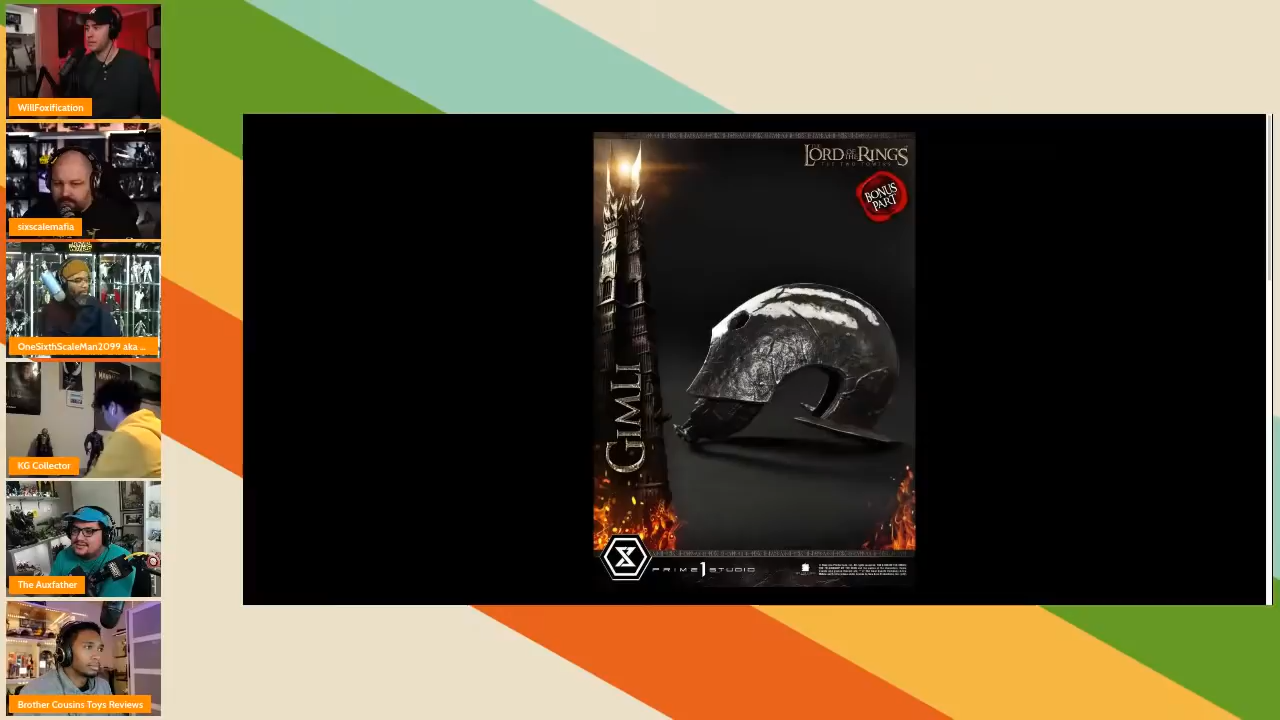 WillFoxification
sixscalemafia
OneSixthScaleMan2099 aka ...
KG Collector
The Auxfather
Brother Cousins Toys Reviews
THE
LORD OF THE RINGS
THE TWO TOWERS
BONUS
PART
GIMLI
PRIME 1 STUDIO